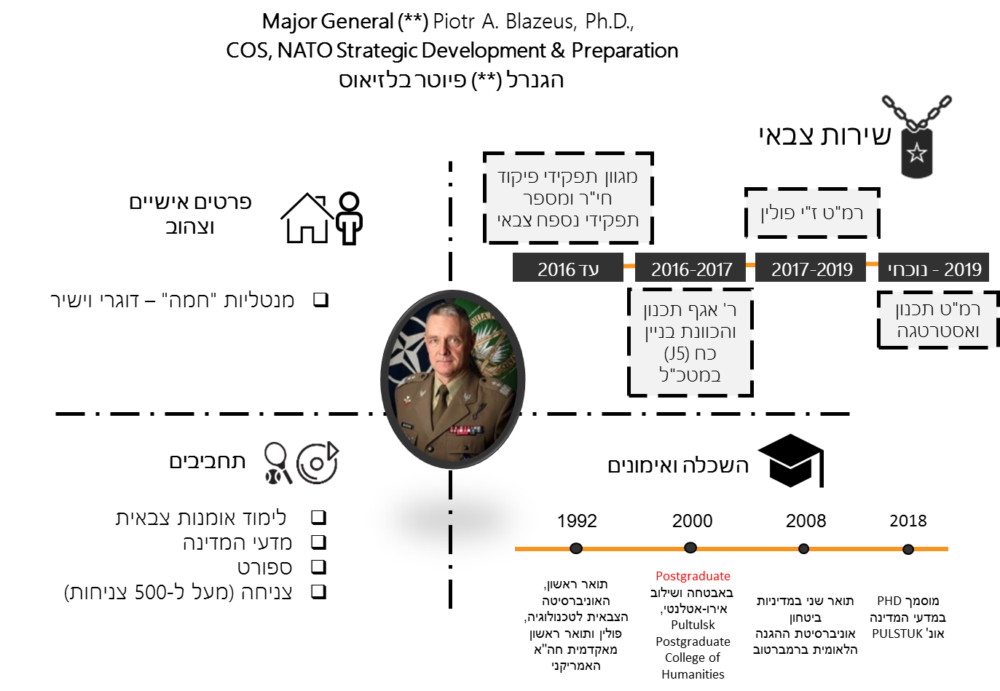 Major General (**) Piotr A. Blazeus, Ph.D.,
COS, NATO Strategic Development & Preparation
הגנרל (**) פיוטר בלזיאוס
שירות צבאי
מגוון תפקידי פיקוד
חי"ר ומספר
תפקידי נספח צבאי
רמ"ט ז"י פולין
עד 2016
2016-2017
2017-2019
2019 - נוכחי
ר' אגף תכנון
והכוונת בניין
כח (J5)
במטכ"ל
רמ"ט תכנון
ואסטרטגה
פרטים אישיים
וצהוב
מנטליות "חמה" – דוגרי וישיר
השכלה ואימונים
1992
2000
2008
2018
תואר ראשון,
האוניברסיטה
הצבאית לטכנולוגיה,
פולין ותואר ראשון
מאקדמית חה"א
האמריקני
Postgraduate
באבטחה ושילוב
אירו-אטלנטי,
Pultulsk
Postgraduate
College of
Humanities
תואר שני במדיניות
ביטחון
אוניברסיטת ההגנה
הלאומית ברמברטוב
מוסמך PHD
במדעי המדינה
אונ' PULSTUK
תחביבים
לימוד אומנות צבאית
מדעי המדינה
ספורט
צניחה (מעל ל-500 צניחות)